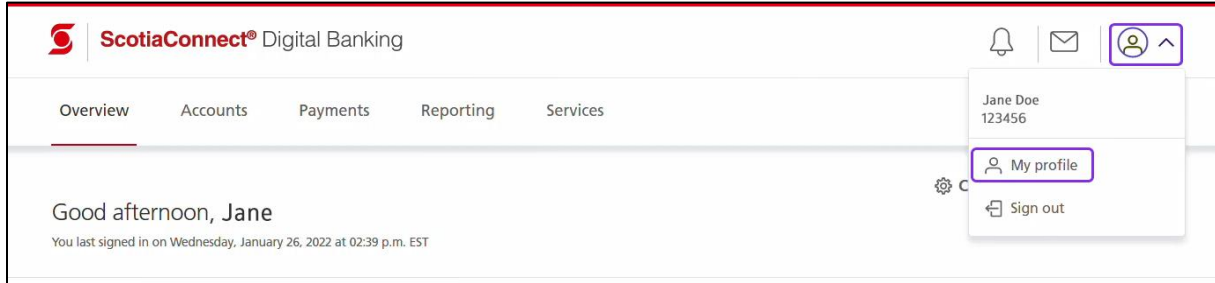 ScotiaConnect® Digital Banking
Overview Accounts Payments Reporting Services
Jane Doe
123456
My profile
Sign out
Good afternoon, Jane
You last signed in on Wednesday, January 26, 2022 at 02:39 p.m. EST